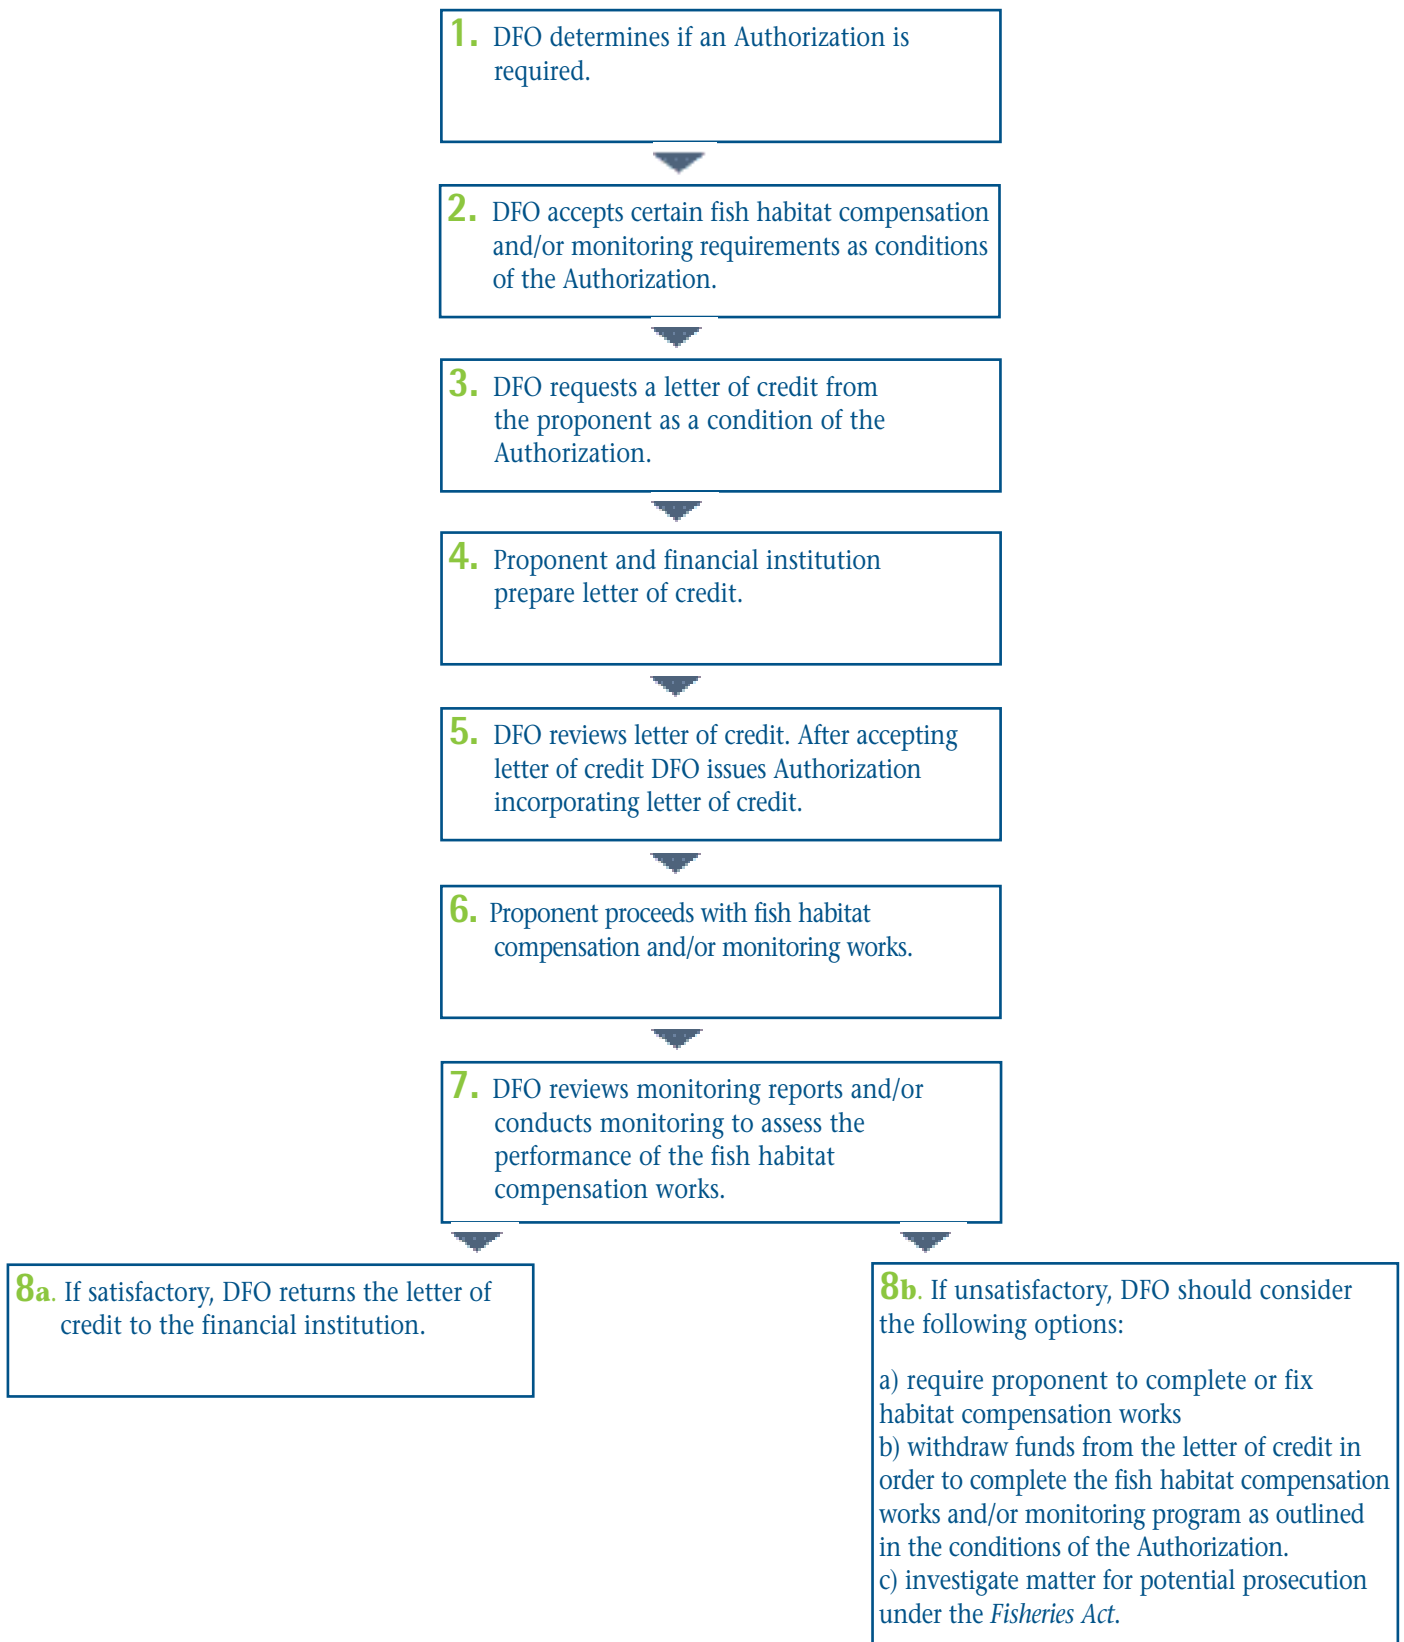 1. DFO determines if an Authorization is
required.
2. DFO accepts certain fish habitat compensation
and/or monitoring requirements as conditions
of the Authorization.
3. DFO requests a letter of credit from
the proponent as a condition of the
Authorization.
4. Proponent and financial institution
prepare letter of credit.
5. DFO reviews letter of credit. After accepting
letter of credit DFO issues Authorization
incorporating letter of credit.
6. Proponent proceeds with fish habitat
compensation and/or monitoring works.
7. DFO reviews monitoring reports and/or
conducts monitoring to assess the
performance of the fish habitat
compensation works.
8a. If satisfactory, DFO returns the letter of
credit to the financial institution.
8b. If unsatisfactory, DFO should consider
the following options:
a) require proponent to complete or fix
habitat compensation works
b) withdraw funds from the letter of credit in
order to complete the fish habitat compensation
works and/or monitoring program as outlined
in the conditions of the Authorization.
c) investigate matter for potential prosecution
under the Fisheries Act.